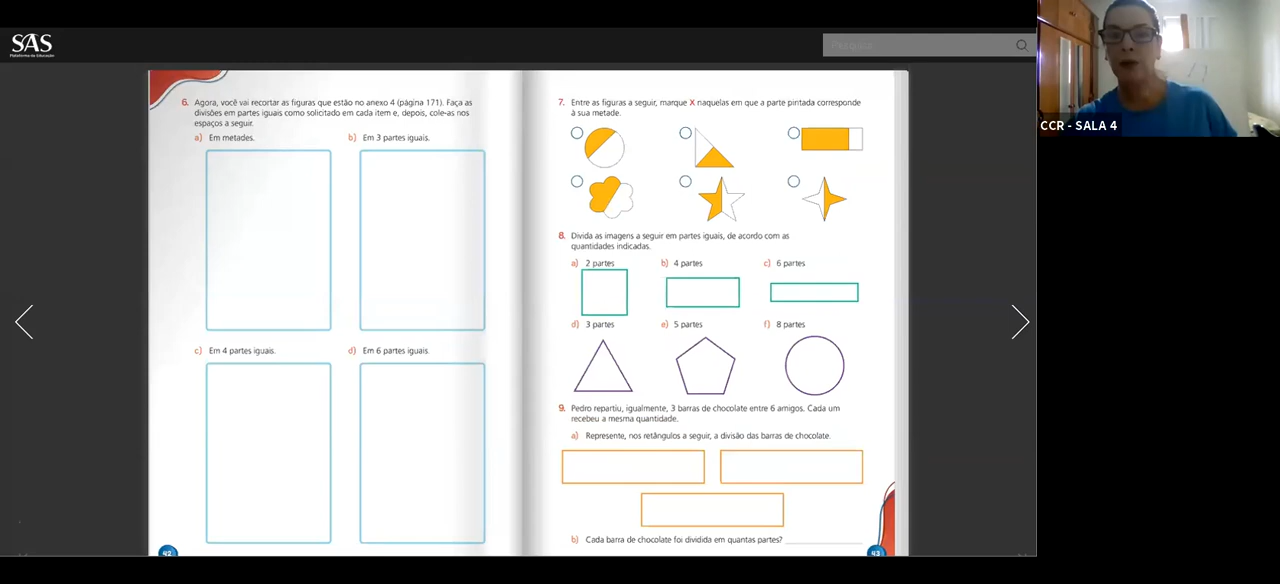 SAS
Plataforma de Educação
Pesquisa
CCR - SALA 4
6. Agora, você vai recortar as figuras que estão no anexo 4 (página 171). Faça as
divisões em partes iguais como solicitado em cada item e, depois, cole-as nos
espaços a seguir.
a) Em metades.
b) Em 3 partes iguais.
c) Em 4 partes iguais.
d) Em 6 partes iguais.
42
7. Entre as figuras a seguir, marque X naquelas em que a parte pintada corresponde
à sua metade.
8. Divida as imagens a seguir em partes iguais, de acordo com as
quantidades indicadas.
a) 2 partes
b) 4 partes
c) 6 partes
d) 3 partes
e) 5 partes
f) 8 partes
9. Pedro repartiu, igualmente, 3 barras de chocolate entre 6 amigos. Cada um
recebeu a mesma quantidade.
a) Represente, nos retângulos a seguir, a divisão das barras de chocolate.
b) Cada barra de chocolate foi dividida em quantas partes?
43